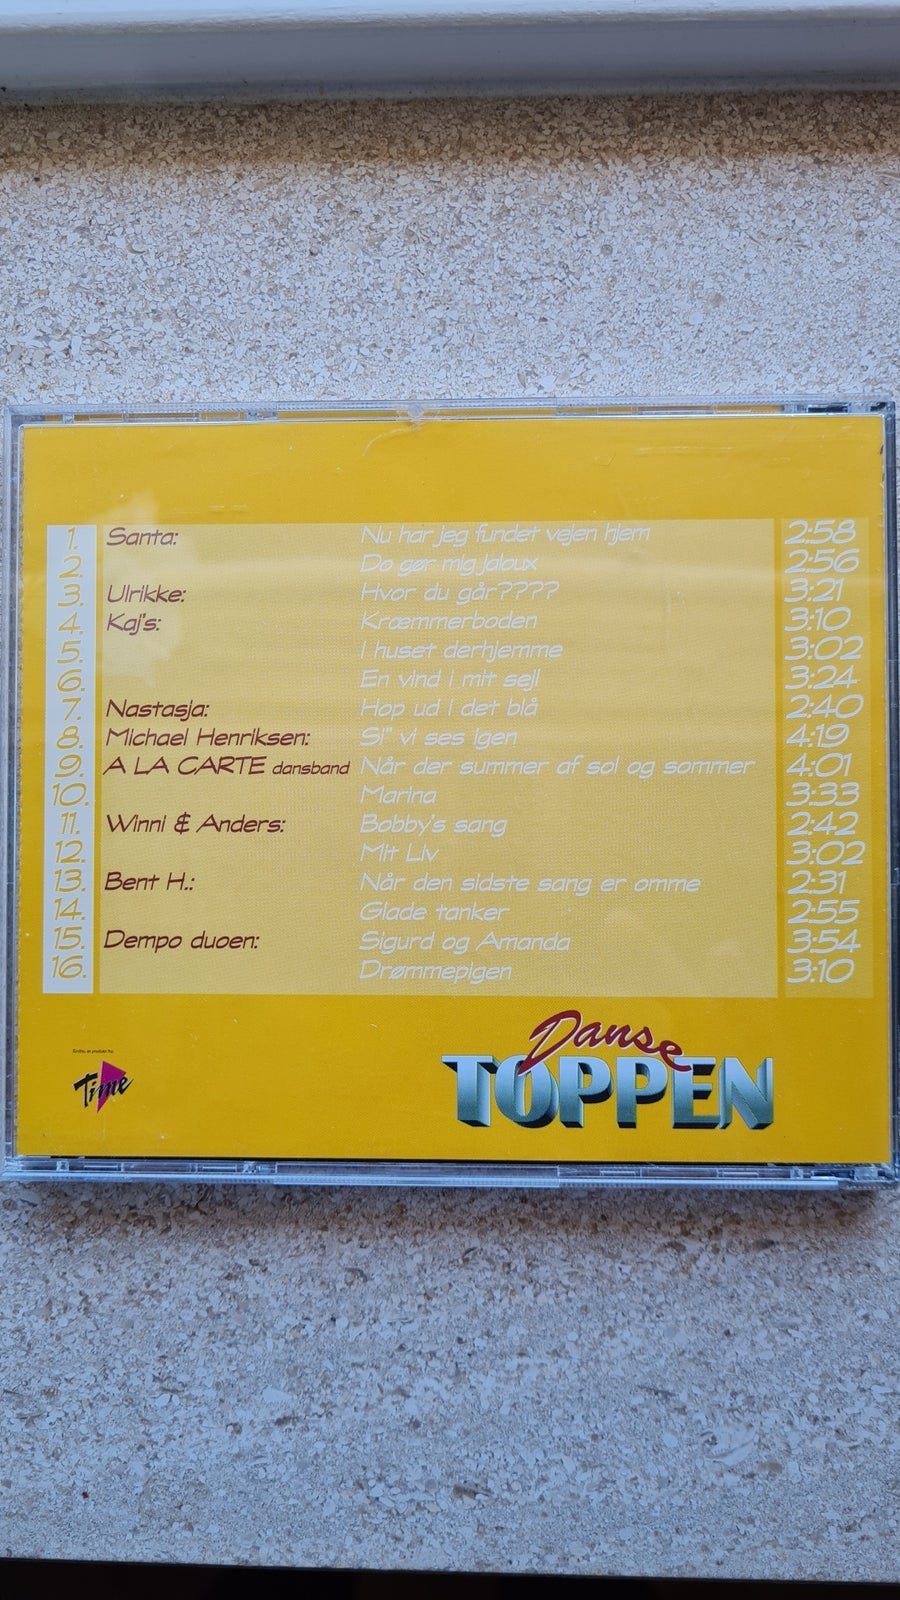 1. Santa: Nu har jeg fundet vejen hjem 2:58
2. Do gør mig jaloux 2:56
3. Ulrikke: Hvor du går???? 3:21
4. Kaj's: Kræmmerboden 3:10
5. I huset derhjemme 3:02
6. En vind i mit sejl 3:24
7. Nastasja: Hop ud i det blå 2:40
8. Michael Henriksen: Si" vi ses igen 4:19
9. A LA CARTE dansband Når der summer af sol og sommer 4:01
10. Marina 3:33
11. Winni & Anders: Bobby's sang 2:42
12. Mit Liv 3:02
13. Bent H.: Når den sidste sang er omme 2:31
14. Glade tanker 2:55
15. Dempo duoen: Sigurd og Amanda 3:54
16. Drømmepigen 3:10
Danse
TOPPEN
Time